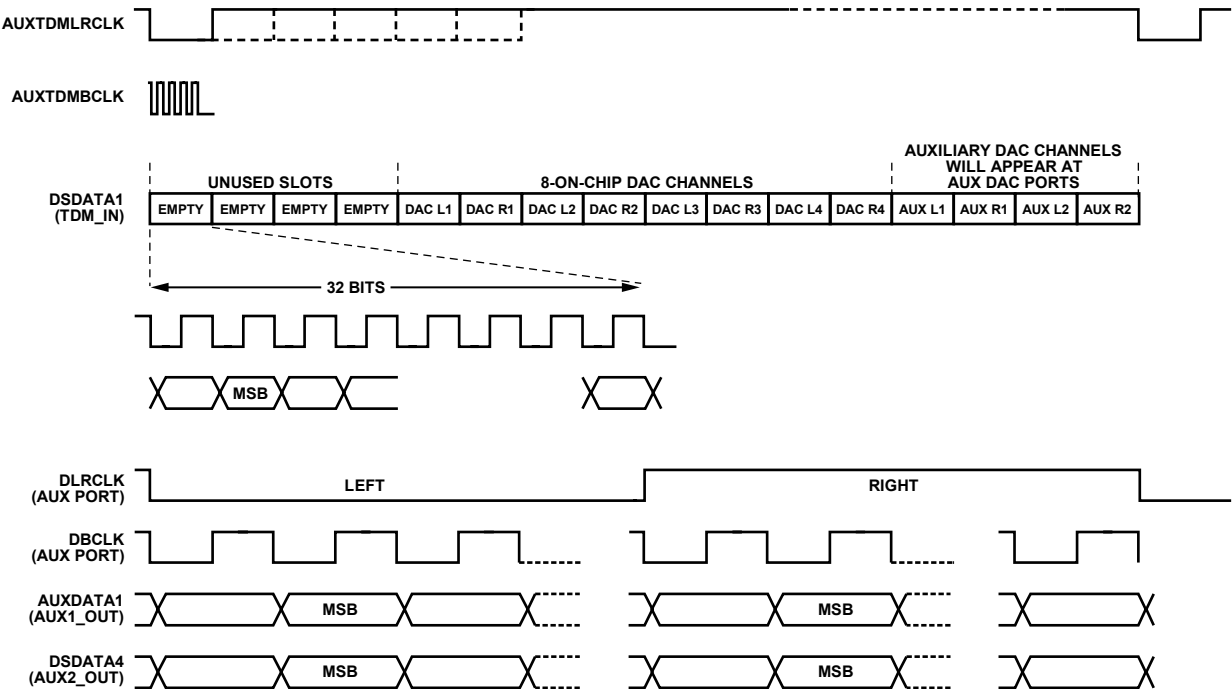 AUXTDMLRCLK
AUXTDMBCLK
AUXILIARY DAC CHANNELS
WILL APPEAR AT
AUX DAC PORTS
UNUSED SLOTS
8-ON-CHIP DAC CHANNELS
DSDATA1
(TDM_IN)
EMPTY EMPTY EMPTY EMPTY DAC L1 DAC R1 DAC L2 DAC R2 DAC L3 DAC R3 DAC L4 DAC R4 AUX L1 AUX R1 AUX L2 AUX R2
32 BITS
MSB
DLRCLK
(AUX PORT)
LEFT
RIGHT
DBCLK
(AUX PORT)
AUXDATA1
(AUX1_OUT)
MSB
MSB
DSDATA4
(AUX2_OUT)
MSB
MSB